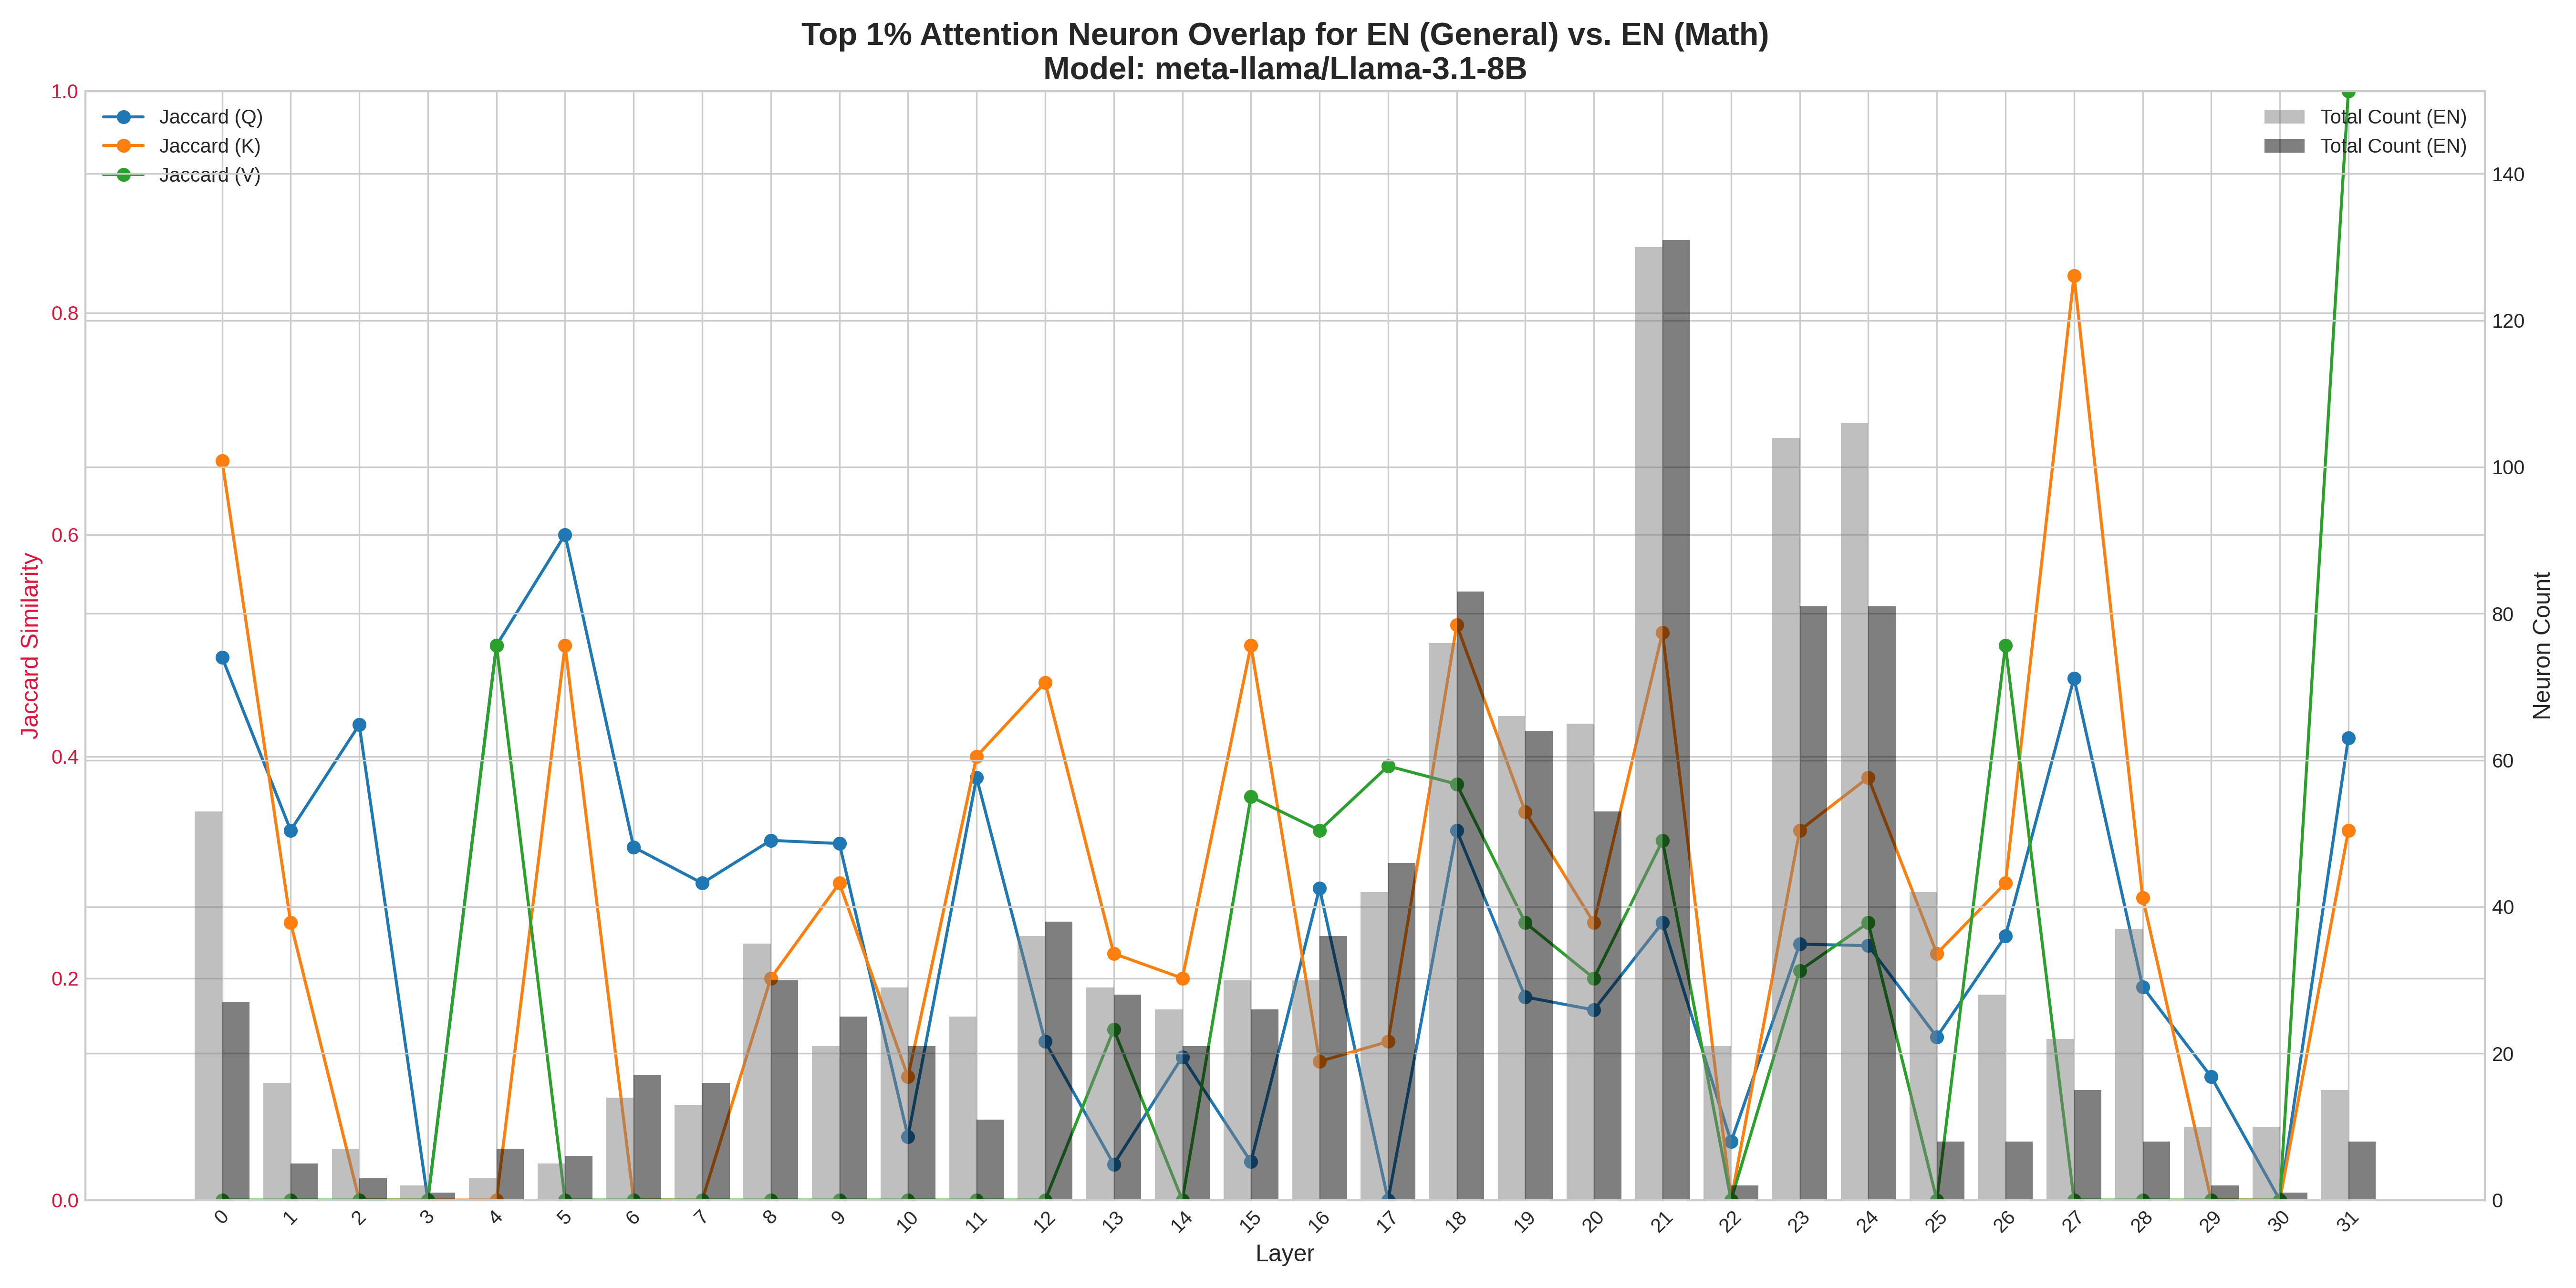 Top 1% Attention Neuron Overlap for EN (General) vs. EN (Math)
Model: meta-llama/Llama-3.1-8B
Jaccard (Q)
Jaccard (K)
Jaccard (V)
Total Count (EN)
Total Count (EN)
Jaccard Similarity
1.0
0.8
0.6
0.4
0.2
0.0
Neuron Count
140
120
100
80
60
40
20
0
0 1 2 3 4 5 6 7 8 9 10 11 12 13 14 15 16 17 18 19 20 21 22 23 24 25 26 27 28 29 30 31
Layer